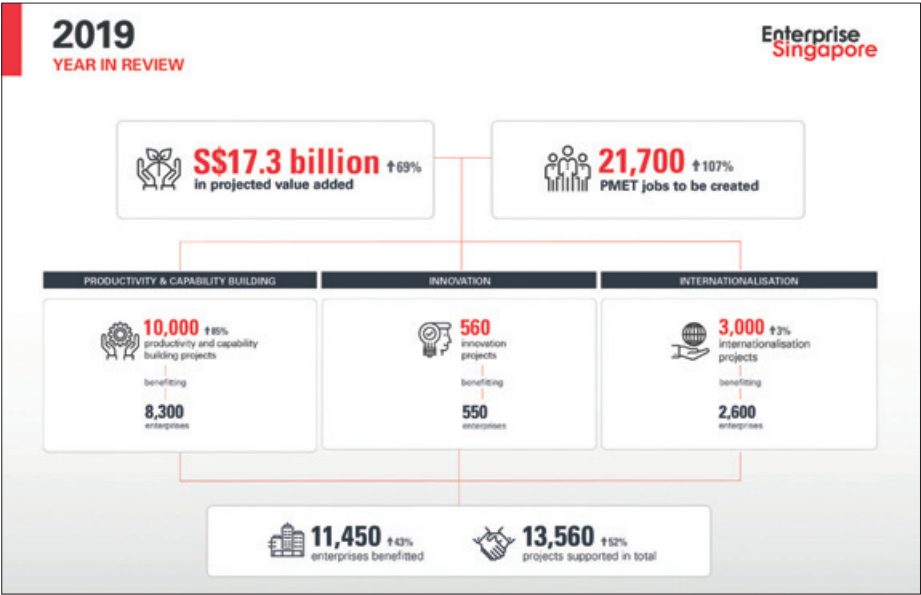 2019
YEAR IN REVIEW
Enterprise
Singapore
S$17.3 billion ↑69%
in projected value added
21,700 ↑107%
PMET jobs to be created
PRODUCTIVITY & CAPABILITY BUILDING
10,000 ↑85%
productivity and capability
building projects
benefitting
8,300
enterprises
INNOVATION
560
innovation
projects
benefitting
550
enterprises
INTERNATIONALISATION
3,000 ↑3%
internationalisation
projects
benefitting
2,600
enterprises
11,450 ↑43%
enterprises benefitted
13,560 ↑52%
projects supported in total